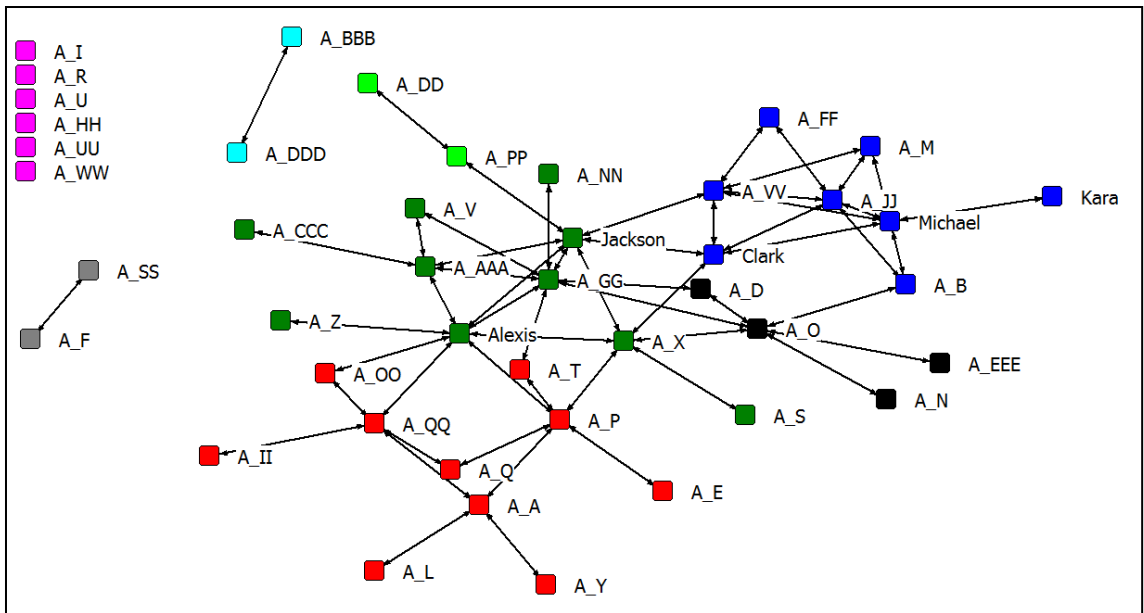 A_I
A_R
A_U
A_HH
A_UU
A_WW
A_BBB
A_DDD
A_DD
A_PP
A_NN
A_FF
A_M
A_VV
A_JJ
Kara
Michael
A_V
A_CCC
Jackson
Clark
A_AAA
A_SS
A_GG
A_D
A_B
A_Z
Alexis
A_X
A_O
A_F
A_OO
A_T
A_EEE
A_N
A_S
A_QQ
A_P
A_II
A_Q
A_E
A_A
A_L
A_Y